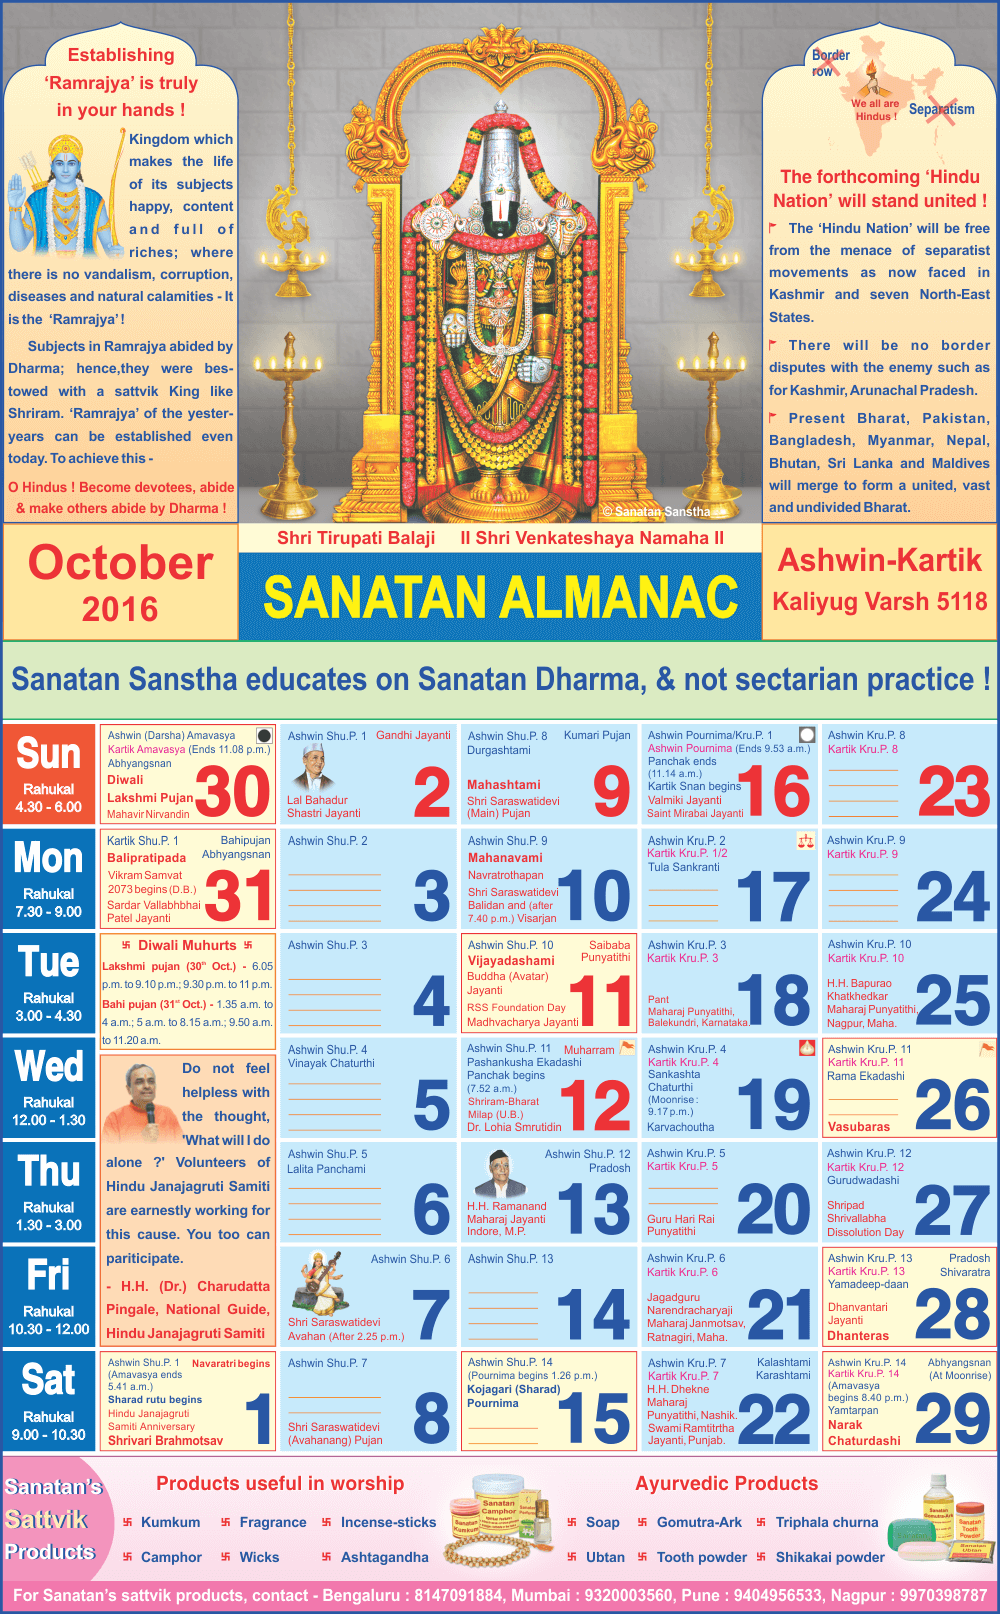 Establishing
‘Ramrajya’ is truly
in your hands !
Kingdom which
makes the life
of its subjects
happy, content
and full of
riches; where
there is no vandalism, corruption,
diseases and natural calamities - It
is the ‘Ramrajya’ !
Subjects in Ramrajya abided by
Dharma; hence,they were bes-
towed with a sattvik King like
Shriram. ‘Ramrajya’ of the yester-
years can be established even
today. To achieve this -
O Hindus ! Become devotees, abide
& make others abide by Dharma !
© Sanatan Sanstha
Border
row
We all are
Hindus !
Separatism
The forthcoming ‘Hindu
Nation’ will stand united !
The ‘Hindu Nation’ will be free
from the menace of separatist
movements as now faced in
Kashmir and seven North-East
States.
There will be no border
disputes with the enemy such as
for Kashmir, Arunachal Pradesh.
Present Bharat, Pakistan,
Bangladesh, Myanmar, Nepal,
Bhutan, Sri Lanka and Maldives
will merge to form a united, vast
and undivided Bharat.
October
2016
Shri Tirupati Balaji II Shri Venkateshaya Namaha II
SANATAN ALMANAC
Ashwin-Kartik
Kaliyug Varsh 5118
Sanatan Sanstha educates on Sanatan Dharma, & not sectarian practice !
Sun
Rahukal
4.30 - 6.00
Ashwin (Darsha) Amavasya
Kartik Amavasya (Ends 11.08 p.m.)
Abhyangsnan
Diwali
Lakshmi Pujan
Mahavir Nirvandin
30
Ashwin Shu.P. 1 Gandhi Jayanti
Lal Bahadur
Shastri Jayanti
2
Ashwin Shu.P. 8 Kumari Pujan
Durgashtami
Mahashtami
Shri Saraswatidevi
(Main) Pujan
9
Ashwin Pournima/Kru.P. 1
Ashwin Pournima (Ends 9.53 a.m.)
Panchak ends
(11.14 a.m.)
Kartik Snan begins
Valmiki Jayanti
Saint Mirabai Jayanti
16
Ashwin Kru.P. 8
Kartik Kru.P. 8
23
Mon
Rahukal
7.30 - 9.00
Kartik Shu.P. 1 Bahipujan
Balipratipada Abhyangsnan
Vikram Samvat
2073 begins (D.B.)
Sardar Vallabhbhai
Patel Jayanti
31
Ashwin Shu.P. 2
3
Ashwin Shu.P. 9
Mahanavami
Navratrothapan
Shri Saraswatidevi
Balidan and (after
7.40 p.m.) Visarjan
10
Ashwin Kru.P. 2
Kartik Kru.P. 1/2
Tula Sankranti
17
Ashwin Kru.P. 9
Kartik Kru.P. 9
24
Tue
Rahukal
3.00 - 4.30
卐 Diwali Muhurts 卐
Lakshmi pujan (30th Oct.) - 6.05
p.m. to 9.10 p.m.; 9.30 p.m. to 11 p.m.
Bahi pujan (31st Oct.) - 1.35 a.m. to
4 a.m.; 5 a.m. to 8.15 a.m.; 9.50 a.m.
to 11.20 a.m.
Ashwin Shu.P. 3
4
Ashwin Shu.P. 10 Saibaba
Vijayadashami Punyatithi
Buddha (Avatar)
Jayanti
RSS Foundation Day
Madhvacharya Jayanti
11
Ashwin Kru.P. 3
Kartik Kru.P. 3
Pant
Maharaj Punyatithi,
Balekundri, Karnataka.
18
Ashwin Kru.P. 10
Kartik Kru.P. 10
H.H. Bapurao
Khatkhedkar
Maharaj Punyatithi,
Nagpur, Maha.
25
Wed
Rahukal
12.00 - 1.30
Do not feel
helpless with
the thought,
'What will I do
alone ?' Volunteers of
Hindu Janajagruti Samiti
are earnestly working for
this cause. You too can
pariticipate.
- H.H. (Dr.) Charudatta
Pingale, National Guide,
Hindu Janajagruti Samiti
Ashwin Shu.P. 4
Vinayak Chaturthi
5
Ashwin Shu.P. 11 Muharram
Pashankusha Ekadashi
Panchak begins
(7.52 a.m.)
Shriram-Bharat
Milap (U.B.)
Dr. Lohia Smrutidin
12
Ashwin Kru.P. 4
Kartik Kru.P. 4
Sankashta
Chaturthi
(Moonrise :
9.17 p.m.)
Karvachoutha
19
Ashwin Kru.P. 11
Kartik Kru.P. 11
Rama Ekadashi
Vasubaras
26
Thu
Rahukal
1.30 - 3.00
Ashwin Shu.P. 5
Lalita Panchami
6
Ashwin Shu.P. 12
Pradosh
H.H. Ramanand
Maharaj Jayanti
Indore, M.P.
13
Ashwin Kru.P. 5
Kartik Kru.P. 5
Guru Hari Rai
Punyatithi
20
Ashwin Kru.P. 12
Kartik Kru.P. 12
Gurudwadashi
Shripad
Shrivallabha
Dissolution Day
27
Fri
Rahukal
10.30 - 12.00
Ashwin Shu.P. 6
Shri Saraswatidevi
Avahan (After 2.25 p.m.)
7
Ashwin Shu.P. 13
14
Ashwin Kru.P. 6
Kartik Kru.P. 6
Jagadguru
Narendracharyaji
Maharaj Janmotsav,
Ratnagiri, Maha.
21
Ashwin Kru.P. 13 Pradosh
Kartik Kru.P. 13 Shivaratra
Yamadeep-daan
Dhanvantari
Jayanti
Dhanteras
28
Sat
Rahukal
9.00 - 10.30
Ashwin Shu.P. 1 Navaratri begins
(Amavasya ends
5.41 a.m.)
Sharad rutu begins
Hindu Janajagruti
Samiti Anniversary
Shrivari Brahmotsav
1
Ashwin Shu.P. 7
Shri Saraswatidevi
(Avahanang) Pujan
8
Ashwin Shu.P. 14
(Pournima begins 1.26 p.m.)
Kojagari (Sharad)
Pournima
15
Ashwin Kru.P. 7 Kalashtami
Kartik Kru.P. 7 Karashtami
H.H. Dhekne
Maharaj
Punyatithi, Nashik.
Swami Ramtitrtha
Jayanti, Punjab.
22
Ashwin Kru.P. 14 Abhyangsnan
Kartik Kru.P. 14 (At Moonrise)
(Amavasya
begins 8.40 p.m.)
Yamtarpan
Narak
Chaturdashi
29
Sanatan’s
Sattvik
Products
Products useful in worship
卐 Kumkum 卐 Fragrance 卐 Incense-sticks
卐 Camphor 卐 Wicks 卐 Ashtagandha
Sanatan
Kumkum
Sanatan
Camphor
Ayurvedic Products
卐 Soap 卐 Gomutra-Ark 卐 Triphala churna
卐 Ubtan 卐 Tooth powder 卐 Shikakai powder
Sanatan
Gomutra-Ark
Sanatan
Tooth
Powder
Sanatan
Ubtan
For Sanatan’s sattvik products, contact - Bengaluru : 8147091884, Mumbai : 9320003560, Pune : 9404956533, Nagpur : 9970398787